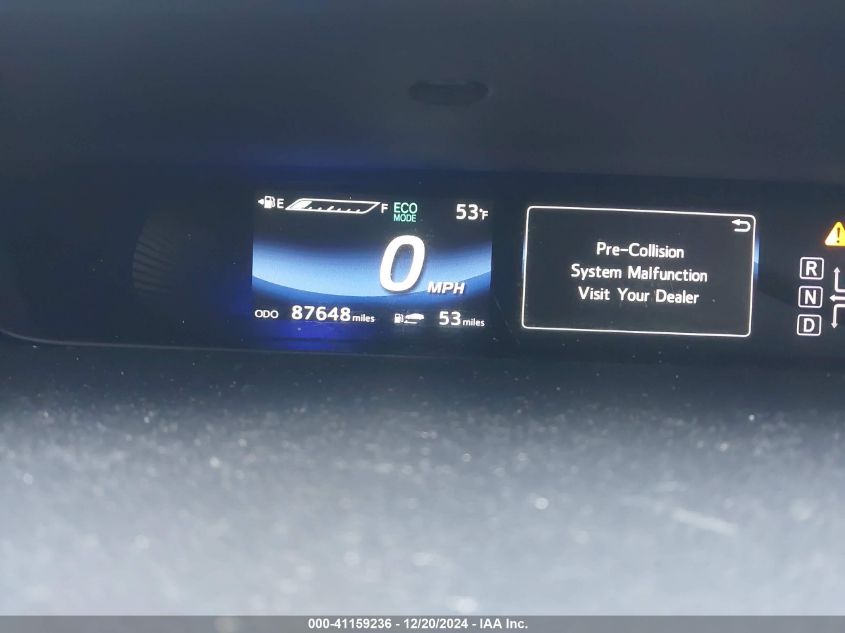 E F ECO 53°F
MODE
0 MPH
ODO 87648 miles 53 miles
Pre-Collision
System Malfunction
Visit Your Dealer
!
R
N
D
000-41159236 - 12/20/2024 - IAA Inc.